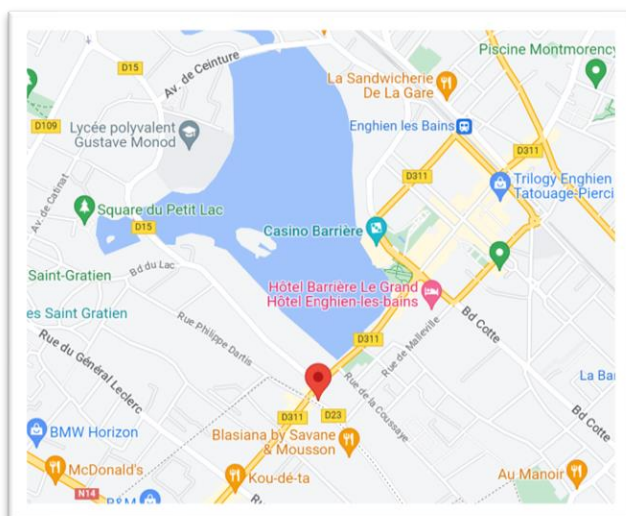 Piscine Montmorency
D15
Av. de Ceinture
La Sandwicherie
De La Gare
D109
Lycée polyvalent
Gustave Monod
Enghien les Bains
D311
Av. de Catinat
D311
Trilogy Enghien
Tatouage-Pierci
Square du Petit Lac
D15
Casino Barrière
Saint-Gratien
Bd du Lac
Hôtel Barrière Le Grand
Hôtel Enghien-les-bains
es Saint Gratien
Rue Philippe Dartis
Bd Cotte
Rue du Général Leclerc
D311
Rue de Malleville
La Ba
Rue de la Coussaye
D311
D23
Bd Cotte
BMW Horizon
Blasiana by Savane
& Mousson
McDonald's
Kou-dé-ta
Au Manoir
N14
B&M
Ru